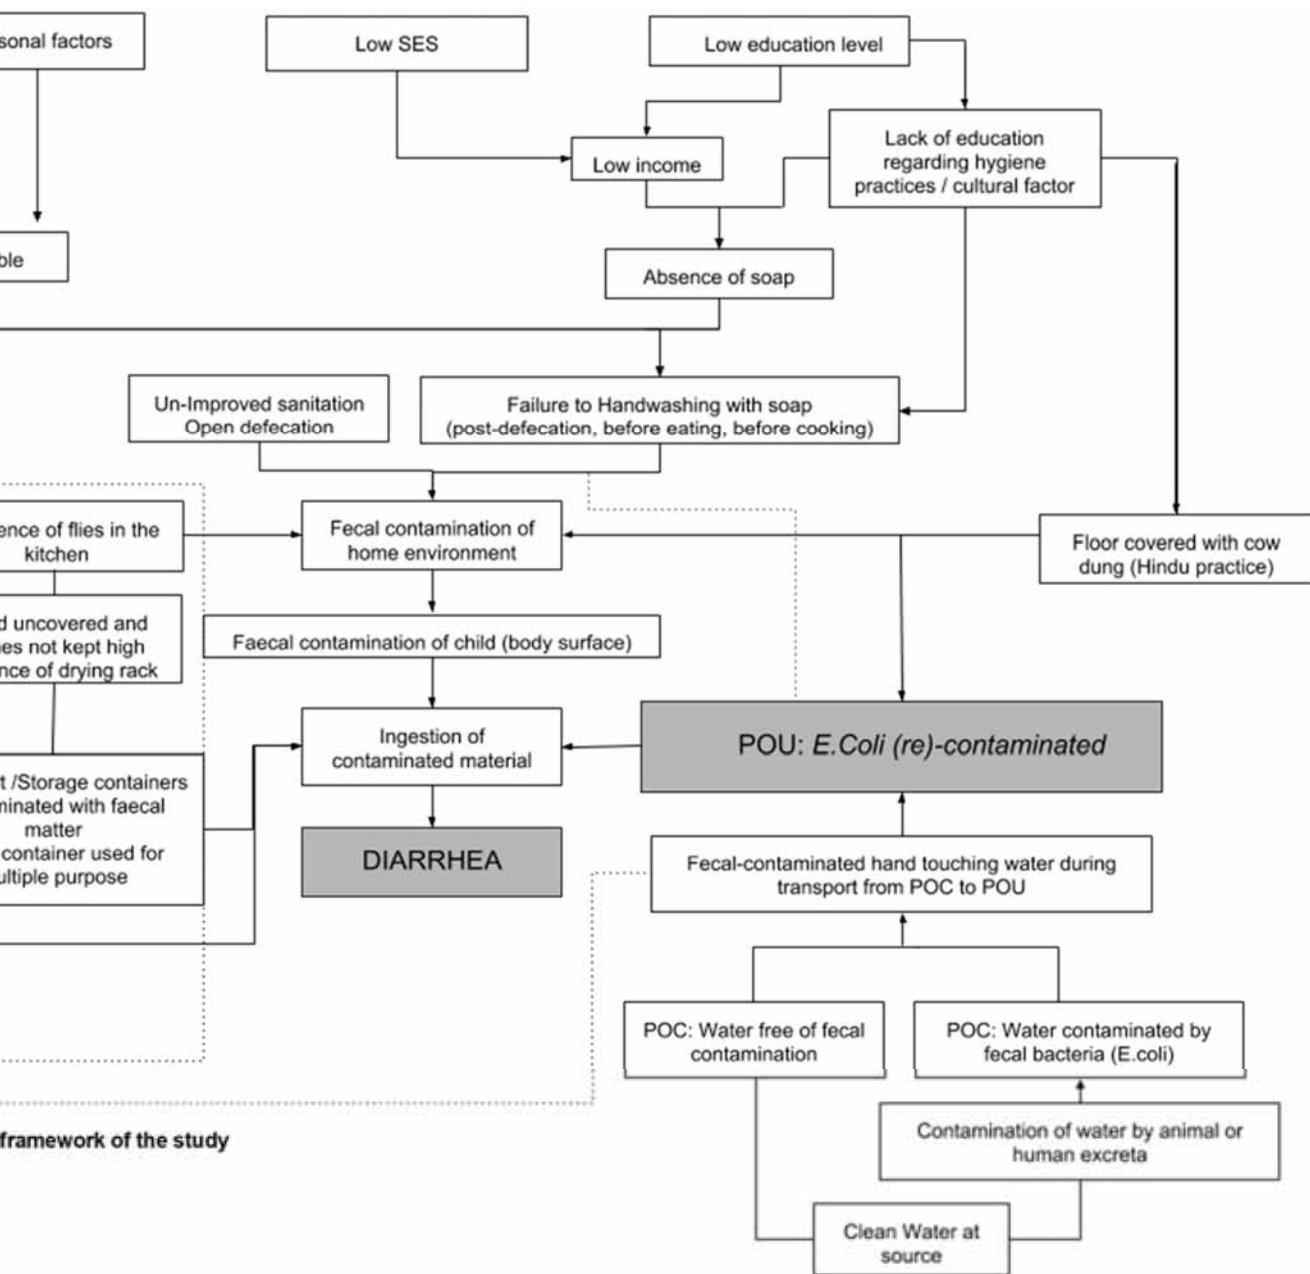 sonal factors
Low SES
Low education level
Low income
Lack of education
regarding hygiene
practices / cultural factor
ble
Absence of soap
Un-Improved sanitation
Open defecation
Failure to Handwashing with soap
(post-defecation, before eating, before cooking)
ence of flies in the
kitchen
Fecal contamination of
home environment
Floor covered with cow
dung (Hindu practice)
d uncovered and
es not kept high
nce of drying rack
Faecal contamination of child (body surface)
Ingestion of
contaminated material
POU: E.Coli (re)-contaminated
t /Storage containers
minated with faecal
matter
container used for
ultiple purpose
DIARRHEA
Fecal-contaminated hand touching water during
transport from POC to POU
POC: Water free of fecal
contamination
POC: Water contaminated by
fecal bacteria (E.coli)
Contamination of water by animal or
human excreta
framework of the study
Clean Water at
source